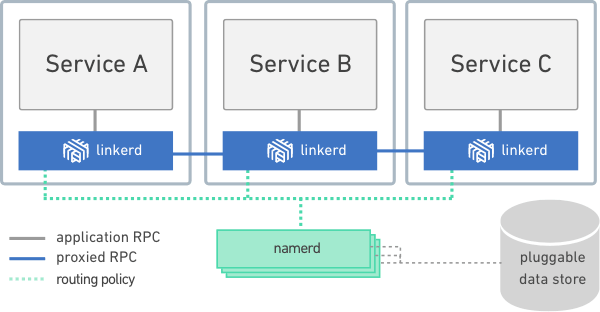 Service A
Service B
Service C
linkerd
linkerd
linkerd
application RPC
proxied RPC
routing policy
namerd
pluggable
data store